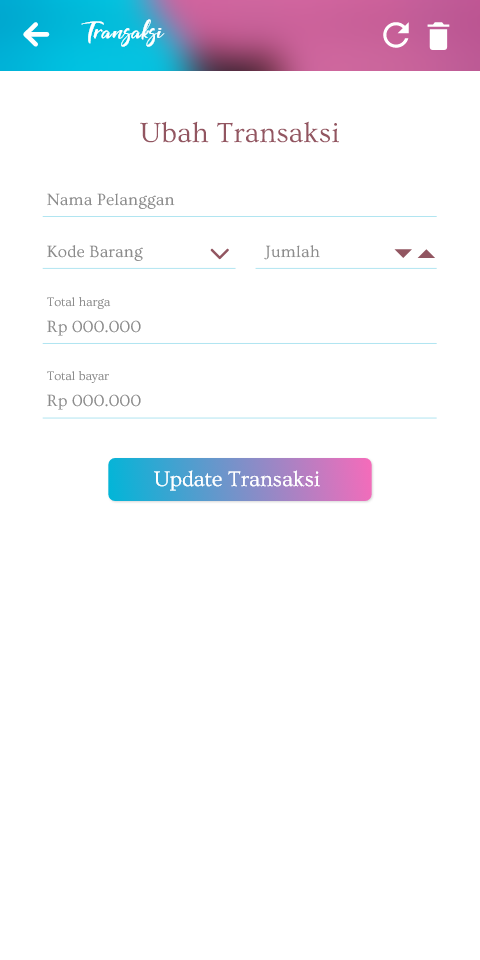 Transaksi
Ubah Transaksi
Nama Pelanggan
Kode Barang
Jumlah
Total harga
Rp 000.000
Total bayar
Rp 000.000
Update Transaksi